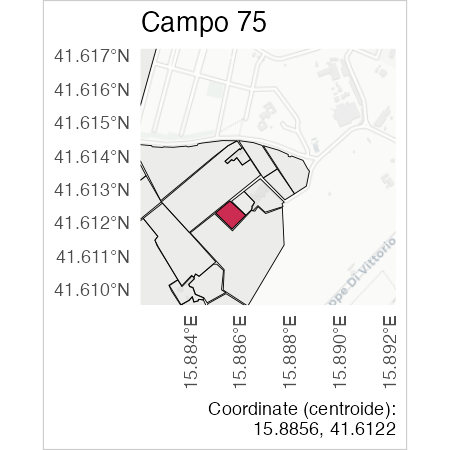 Campo 75
41.617°N
41.616°N
41.615°N
41.614°N
41.613°N
41.612°N
41.611°N
41.610°N
ppe Di Vittorio
15.884°E
15.886°E
15.888°E
15.890°E
15.892°E
Coordinate (centroide):
15.8856, 41.6122